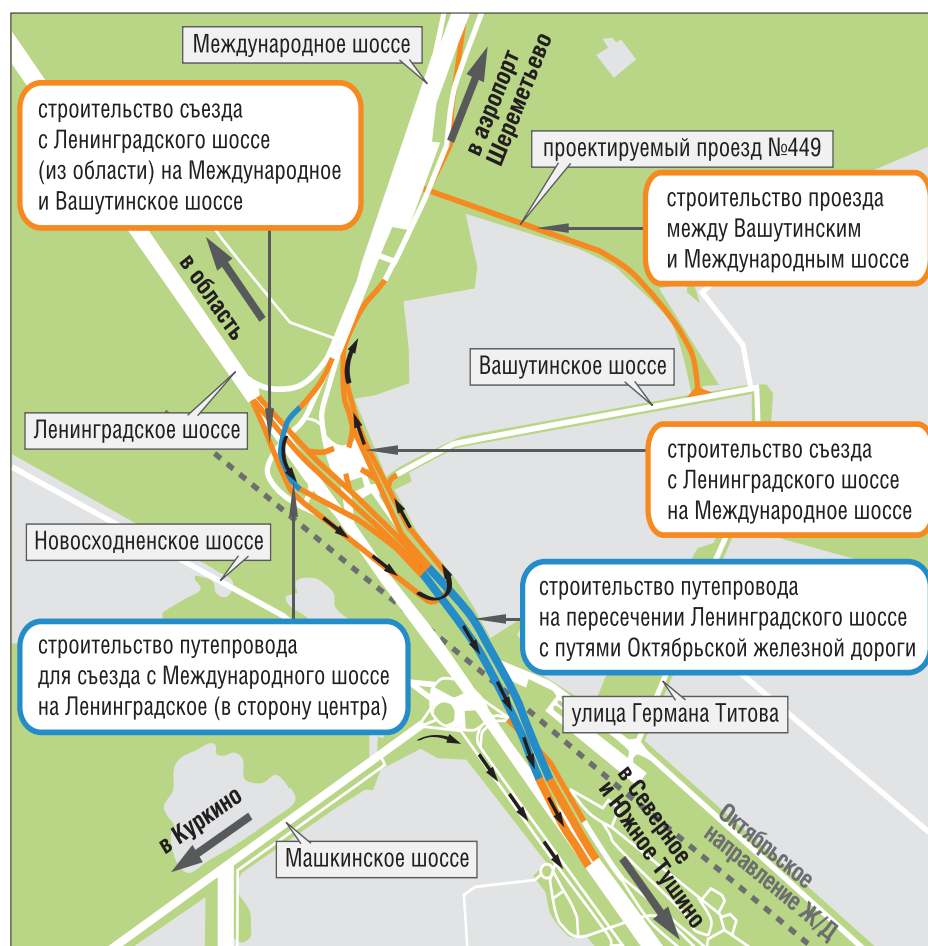 Международное шоссе
строительство съезда
с Ленинградского шоссе
(из области) на Международное
и Вашутинское шоссе
в аэропорт
Шереметьево
проектируемый проезд №449
строительство проезда
между Вашутинским
и Международным шоссе
в область
Вашутинское шоссе
Ленинградское шоссе
строительство съезда
с Ленинградского шоссе
на Международное шоссе
Новосходненское шоссе
строительство путепровода
на пересечении Ленинградского шоссе
с путями Октябрьской железной дороги
строительство путепровода
для съезда с Международного шоссе
на Ленинградское (в сторону центра)
улица Германа Титова
в Куркино
Машкинское шоссе
в Северное
и Южное Тушино
Октябрьское
направление Ж/Д